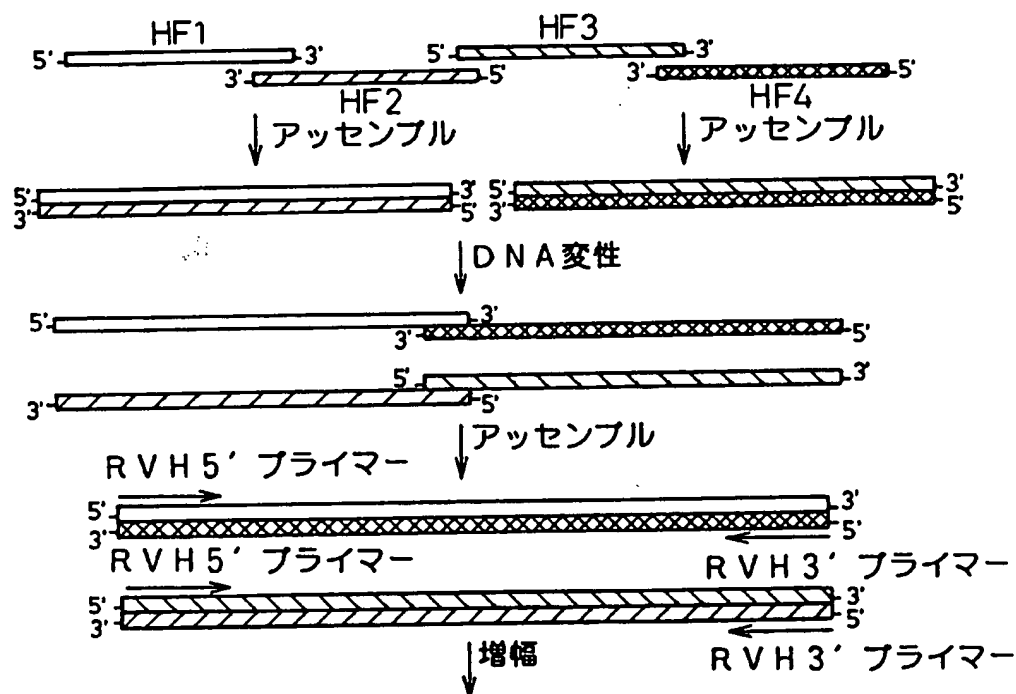 HF1
HF3
5' 3' 5' 3'
3' 5' 3' 5'
HF2
HF4
アッセンブル
アッセンブル
5' 3' 5' 3'
3' 5' 3' 5'
DNA変性
5' 3'
3' 5'
5' 3'
3' 5'
アッセンブル
RVH5′プライマー
5' 3'
3' 5'
RVH5′プライマー
RVH3′プライマー
5' 3'
3' 5'
増幅
RVH3′プライマー